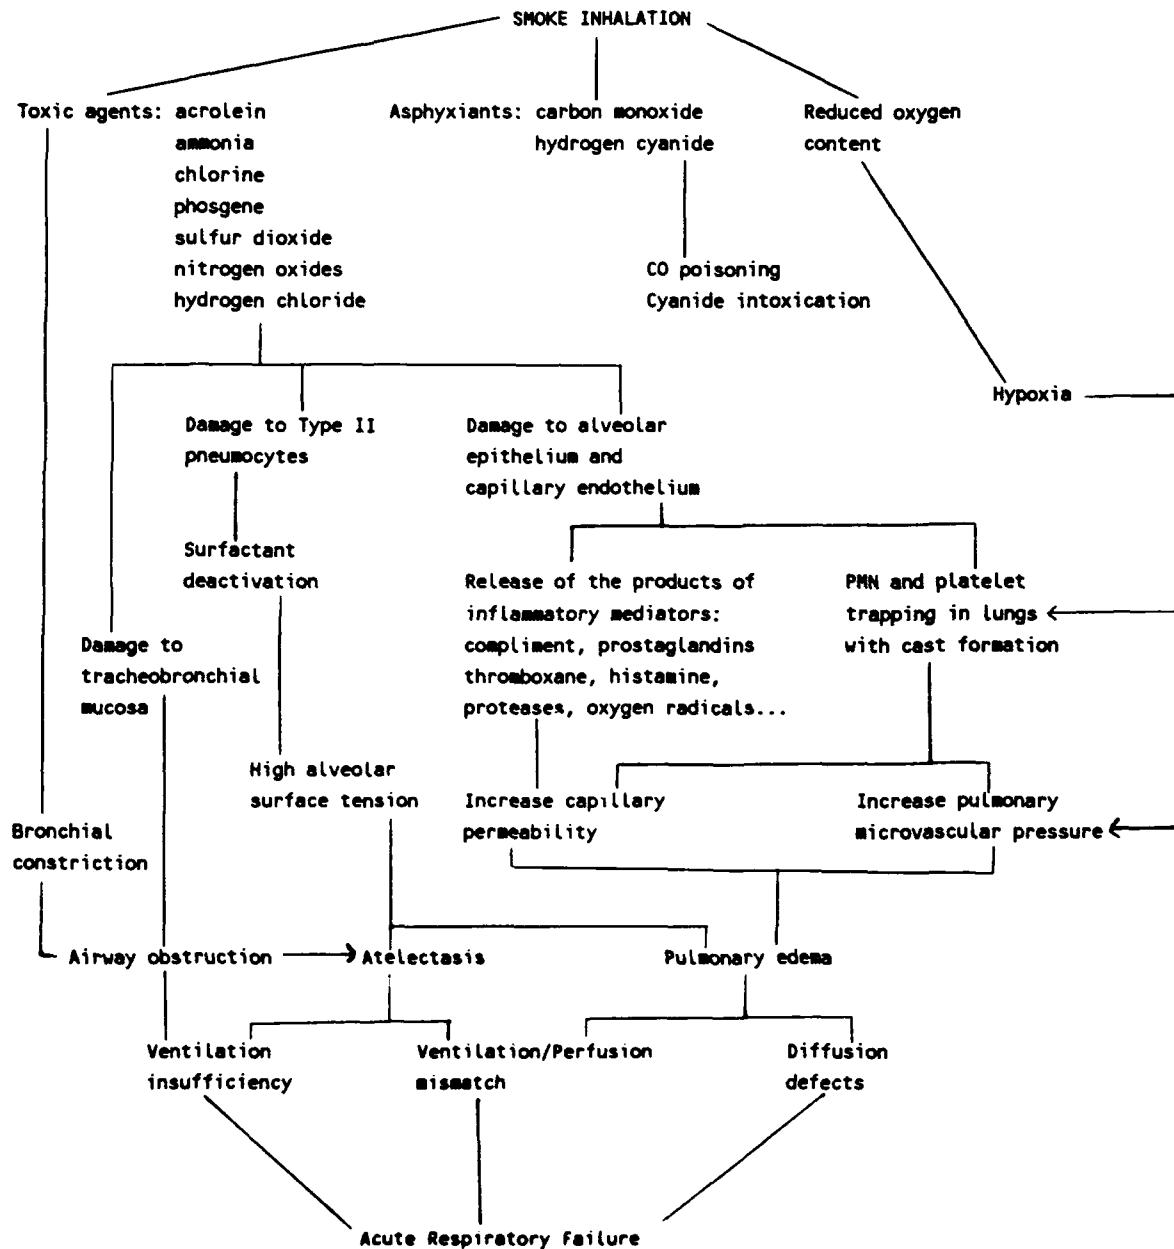 SMOKE INHALATION
Toxic agents: acrolein
ammonia
chlorine
phosgene
sulfur dioxide
nitrogen oxides
hydrogen chloride
Asphyxiants: carbon monoxide
hydrogen cyanide
Reduced oxygen
content
CO poisoning
Cyanide intoxication
Hypoxia
Damage to Type II
pneumocytes
Damage to alveolar
epithelium and
capillary endothelium
Surfactant
deactivation
Release of the products of
inflammatory mediators:
compliment, prostaglandins
thromboxane, histamine,
proteases, oxygen radicals...
PMN and platelet
trapping in lungs
with cast formation
Damage to
tracheobronchial
mucosa
High alveolar
surface tension
Increase capillary
permeability
Increase pulmonary
microvascular pressure
Bronchial
constriction
Airway obstruction
Atelectasis
Pulmonary edema
Ventilation
insufficiency
Ventilation/Perfusion
mismatch
Diffusion
defects
Acute Respiratory Failure